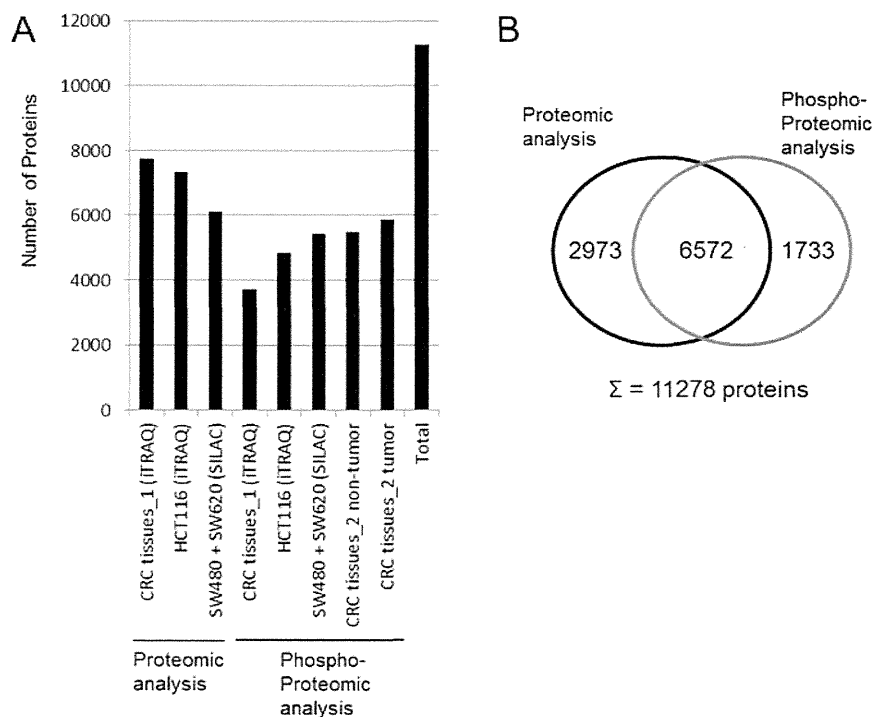 A
Number of Proteins
12000
10000
8000
6000
4000
2000
0
CRC tissues_1 (iTRAQ)
HCT116 (iTRAQ)
SW480 + SW620 (SILAC)
CRC tissues_1 (iTRAQ)
HCT116 (iTRAQ)
SW480 + SW620 (SILAC)
CRC tissues_2 non-tumor
CRC tissues_2 tumor
Total
Proteomic
analysis
Phospho-
Proteomic
analysis
B
Proteomic
analysis
Phospho-
Proteomic
analysis
2973
6572
1733
Σ = 11278 proteins